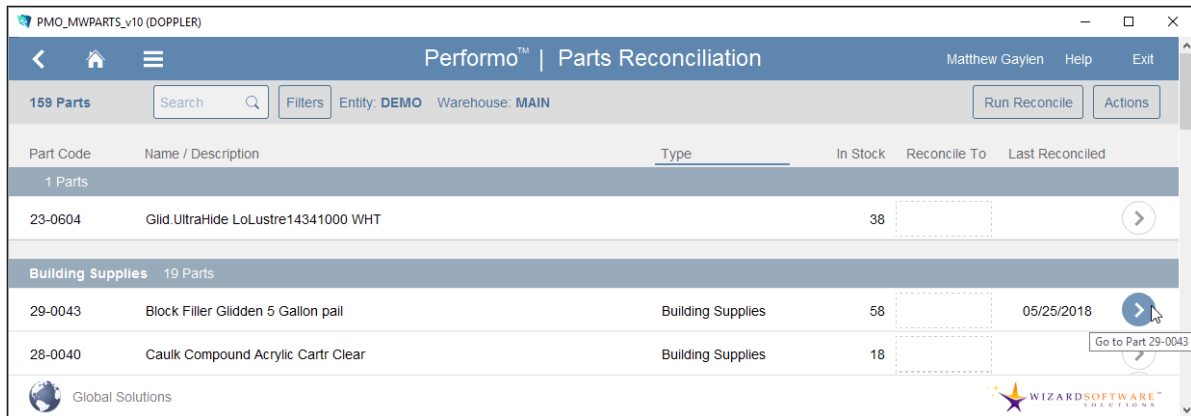 PMO_MWPARTS_v10 (DOPPLER)
Performo™ | Parts Reconciliation Matthew Gaylen Help Exit
159 Parts Search Filters Entity: DEMO Warehouse: MAIN Run Reconcile Actions
Part Code Name / Description Type In Stock Reconcile To Last Reconciled
1 Parts
23-0604 Glid.UltraHide LoLustre14341000 WHT 38
Building Supplies 19 Parts
29-0043 Block Filler Glidden 5 Gallon pail Building Supplies 58 05/25/2018
Go to Part 29-0043
28-0040 Caulk Compound Acrylic Cartr Clear Building Supplies 18
Global Solutions WIZARDSOFTWARE™
SOLUTIONS